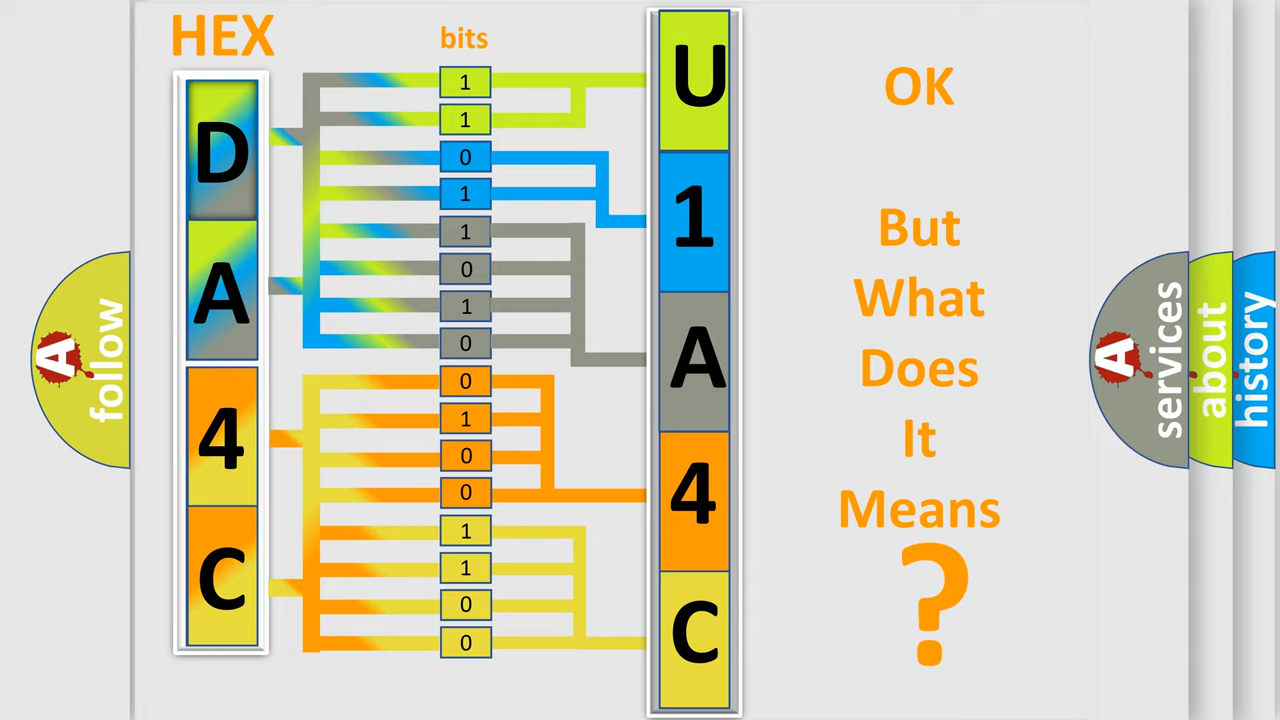 HEX
bits
D
A
4
C
1
1
0
1
1
0
1
0
0
1
0
0
1
1
0
0
U
1
A
4
C
OK
But
What
Does
It
Means
?
A
follow
A
services
about
history